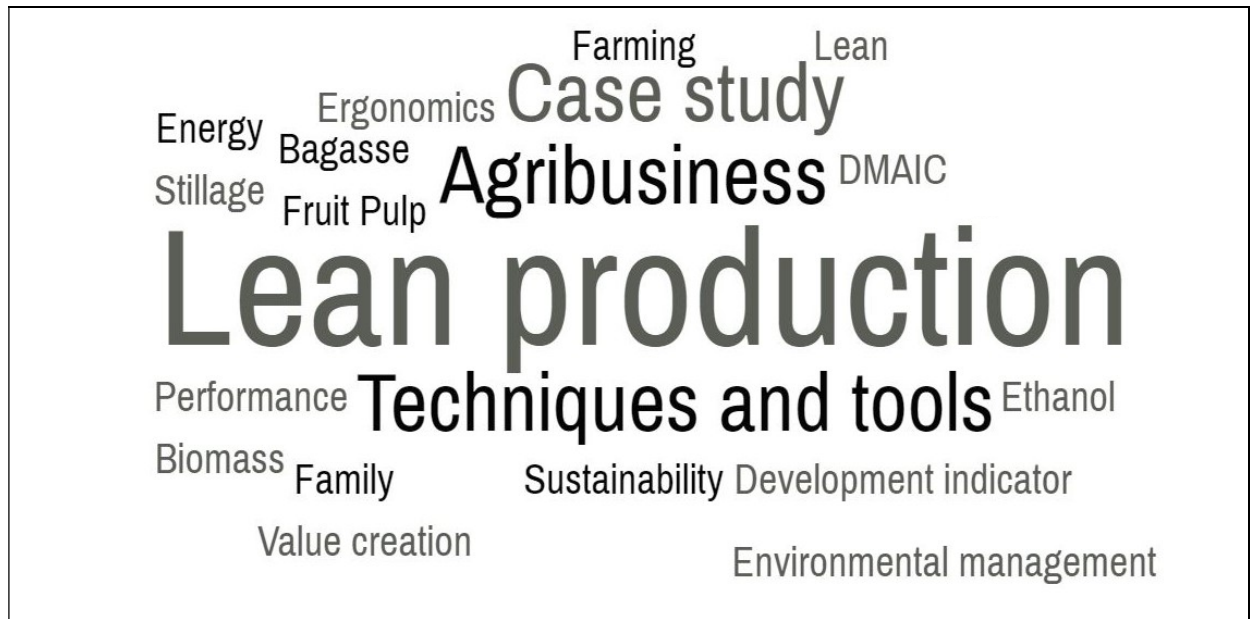 Farming Lean
Ergonomics Case study
Energy Bagasse
Agribusiness DMAIC
Stillage Fruit Pulp
Lean production
Performance Techniques and tools Ethanol
Biomass
Family Sustainability Development indicator
Value creation
Environmental management